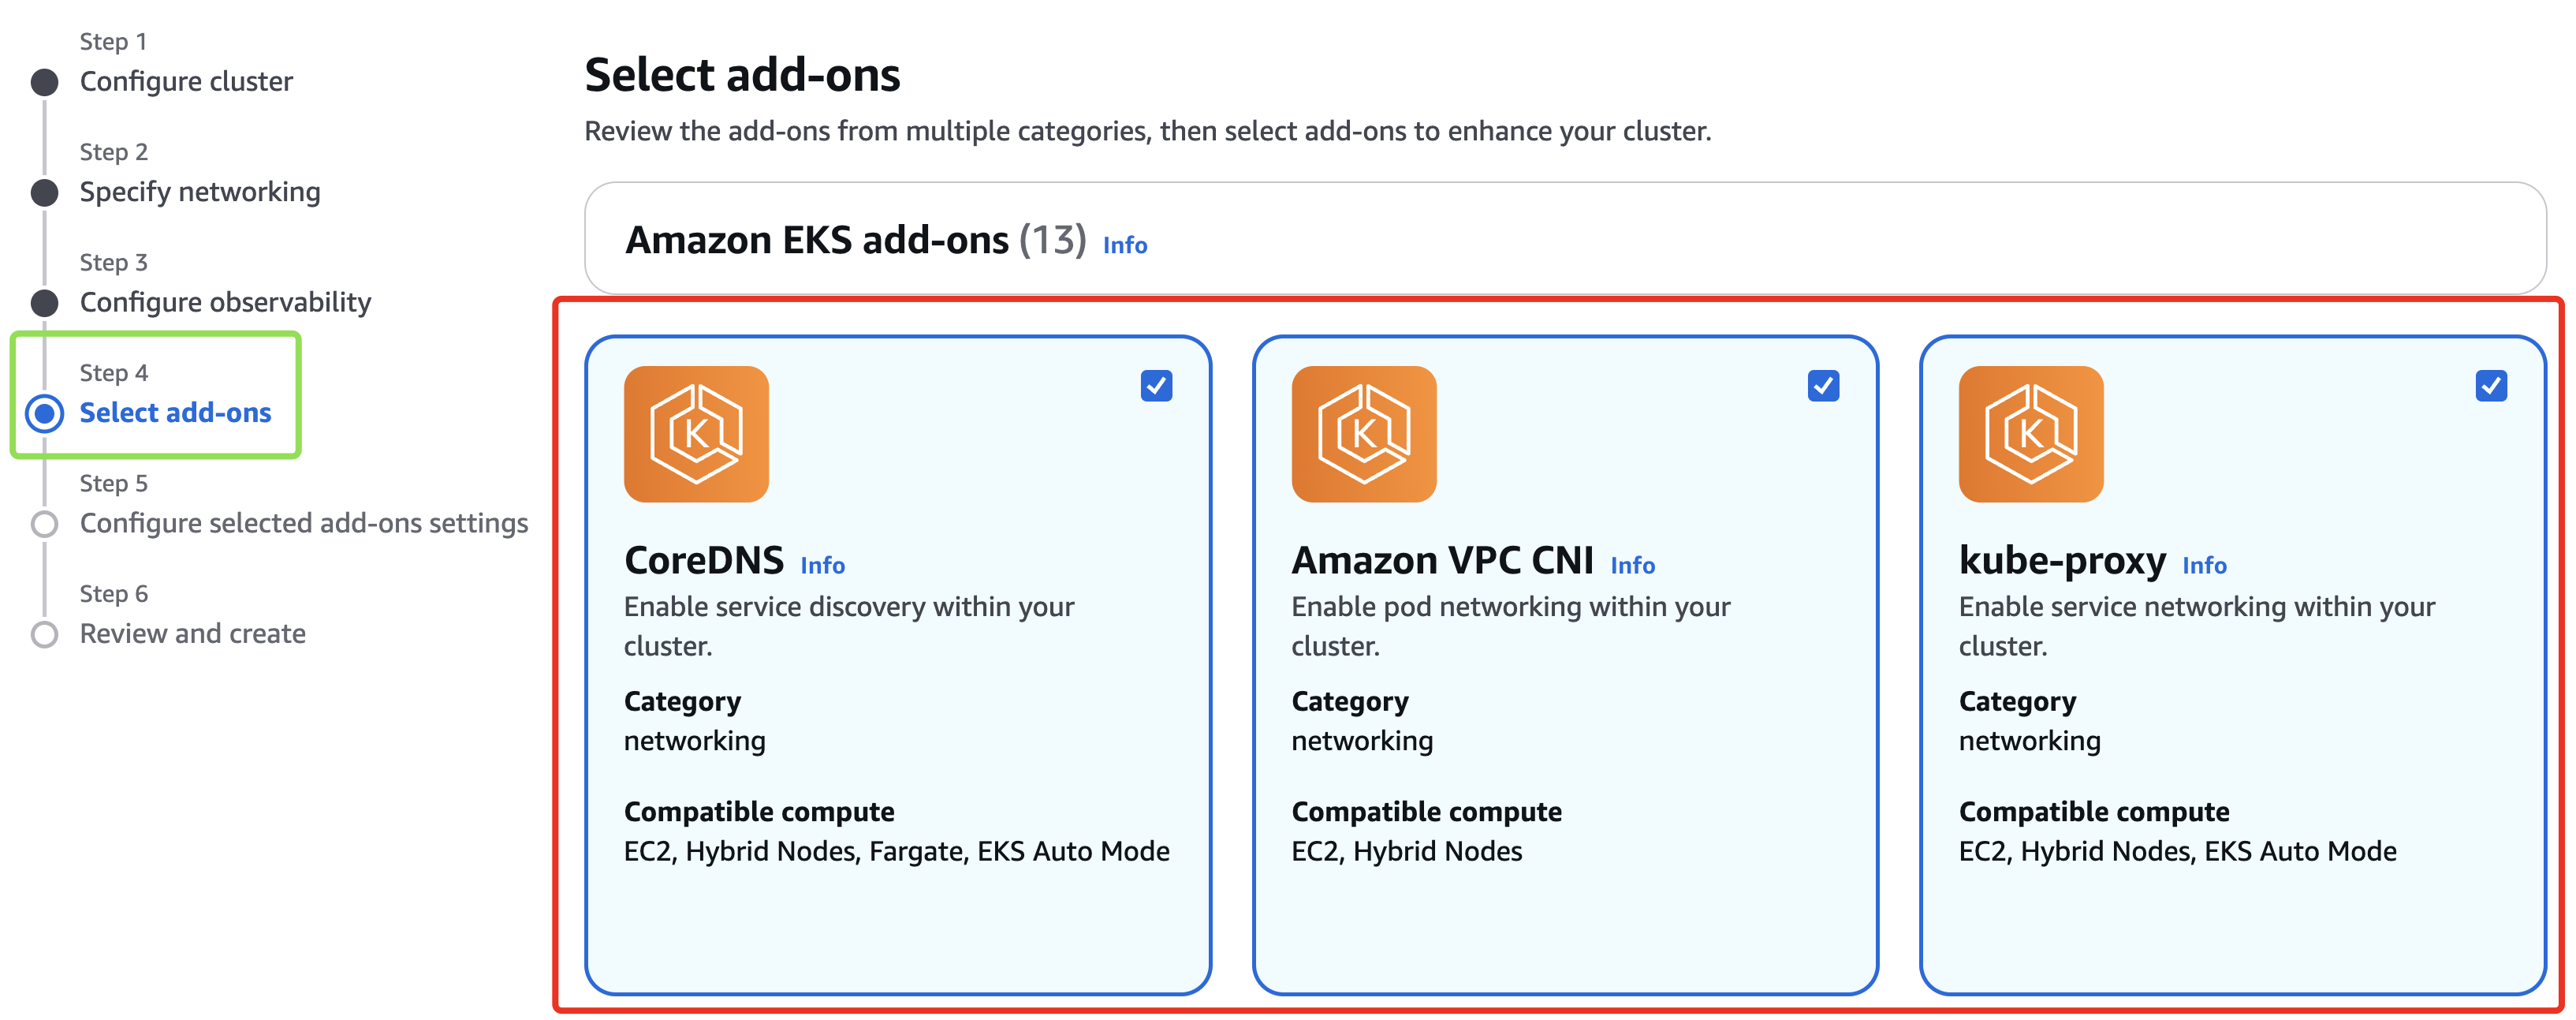 Step 1
Configure cluster
Step 2
Specify networking
Step 3
Configure observability
Step 4
Select add-ons
Step 5
Configure selected add-ons settings
Step 6
Review and create
Select add-ons
Review the add-ons from multiple categories, then select add-ons to enhance your cluster.
Amazon EKS add-ons (13) Info
K
CoreDNS Info
Enable service discovery within your
cluster.
Category
networking
Compatible compute
EC2, Hybrid Nodes, Fargate, EKS Auto Mode
K
Amazon VPC CNI Info
Enable pod networking within your
cluster.
Category
networking
Compatible compute
EC2, Hybrid Nodes
K
kube-proxy Info
Enable service networking within your
cluster.
Category
networking
Compatible compute
EC2, Hybrid Nodes, EKS Auto Mode